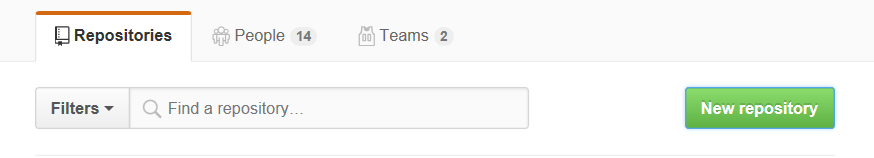 Repositories People 14 Teams 2
Filters Find a repository… New repository